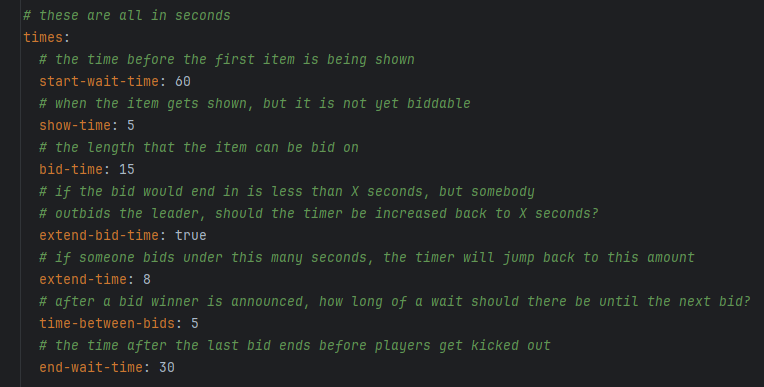 # these are all in seconds
times:
# the time before the first item is being shown
start-wait-time: 60
# when the item gets shown, but it is not yet biddable
show-time: 5
# the length that the item can be bid on
bid-time: 15
# if the bid would end in is less than X seconds, but somebody
# outbids the leader, should the timer be increased back to X seconds?
extend-bid-time: true
# if someone bids under this many seconds, the timer will jump back to this amount
extend-time: 8
# after a bid winner is announced, how long of a wait should there be until the next bid?
time-between-bids: 5
# the time after the last bid ends before players get kicked out
end-wait-time: 30